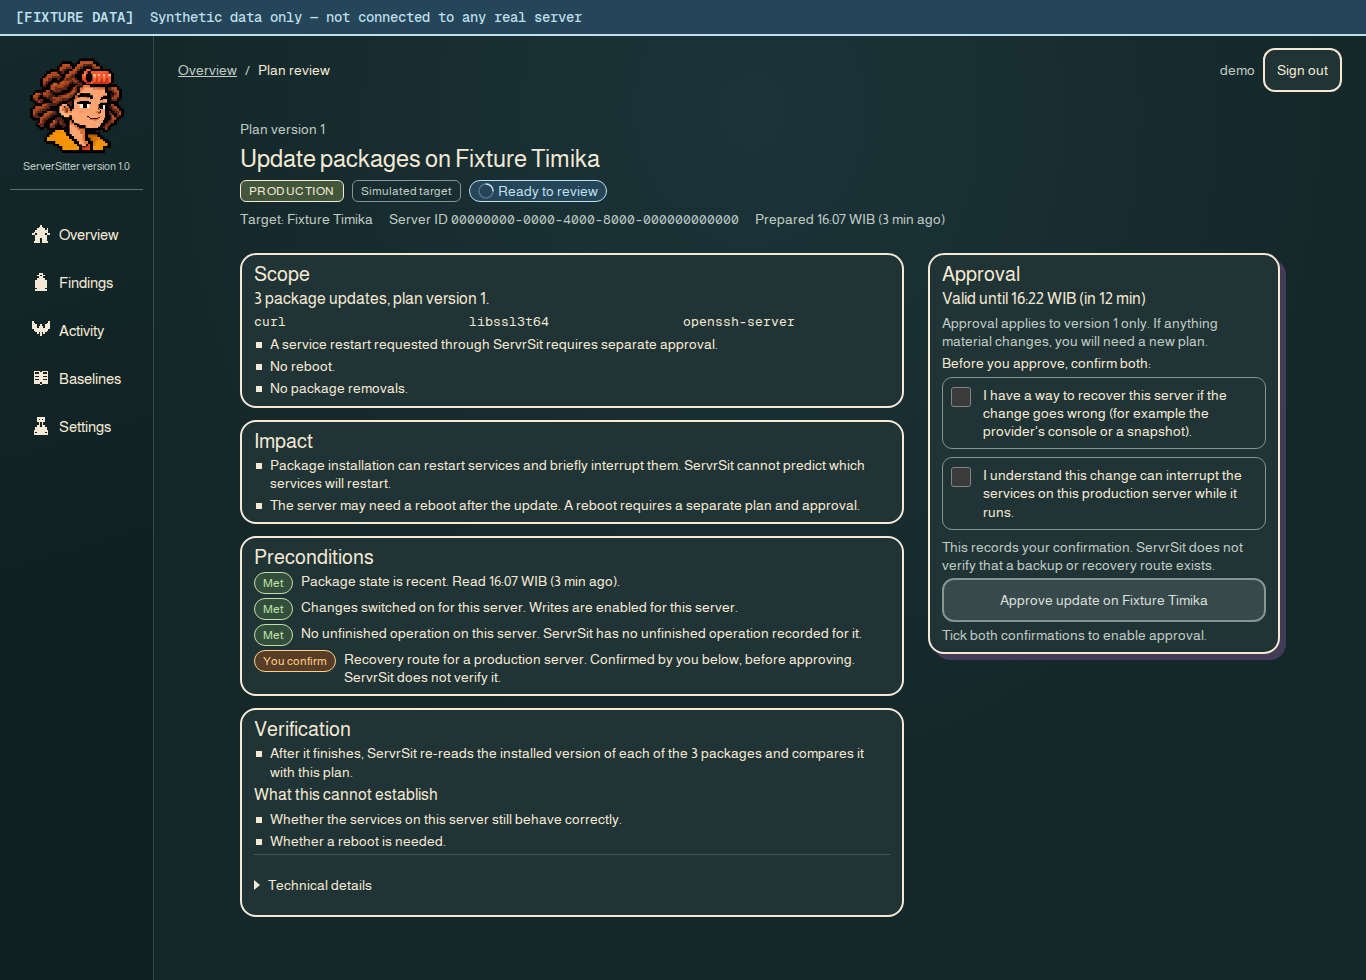 [FIXTURE DATA] Synthetic data only — not connected to any real server
ServerSitter version 1.0
Overview
Findings
Activity
Baselines
Settings
Overview / Plan review
demo
Sign out
Plan version 1
Update packages on Fixture Timika
PRODUCTION
Simulated target
Ready to review
Target: Fixture Timika Server ID 00000000-0000-4000-8000-000000000000 Prepared 16:07 WIB (3 min ago)
Scope
3 package updates, plan version 1.
curl libssl3t64 openssh-server
A service restart requested through ServrSit requires separate approval.
No reboot.
No package removals.
Impact
Package installation can restart services and briefly interrupt them. ServrSit cannot predict which
services will restart.
The server may need a reboot after the update. A reboot requires a separate plan and approval.
Preconditions
Met Package state is recent. Read 16:07 WIB (3 min ago).
Met Changes switched on for this server. Writes are enabled for this server.
Met No unfinished operation on this server. ServrSit has no unfinished operation recorded for it.
You confirm Recovery route for a production server. Confirmed by you below, before approving.
ServrSit does not verify it.
Verification
After it finishes, ServrSit re-reads the installed version of each of the 3 packages and compares it
with this plan.
What this cannot establish
Whether the services on this server still behave correctly.
Whether a reboot is needed.
Technical details
Approval
Valid until 16:22 WIB (in 12 min)
Approval applies to version 1 only. If anything
material changes, you will need a new plan.
Before you approve, confirm both:
I have a way to recover this server if the
change goes wrong (for example the
provider's console or a snapshot).
I understand this change can interrupt the
services on this production server while it
runs.
This records your confirmation. ServrSit does not
verify that a backup or recovery route exists.
Approve update on Fixture Timika
Tick both confirmations to enable approval.